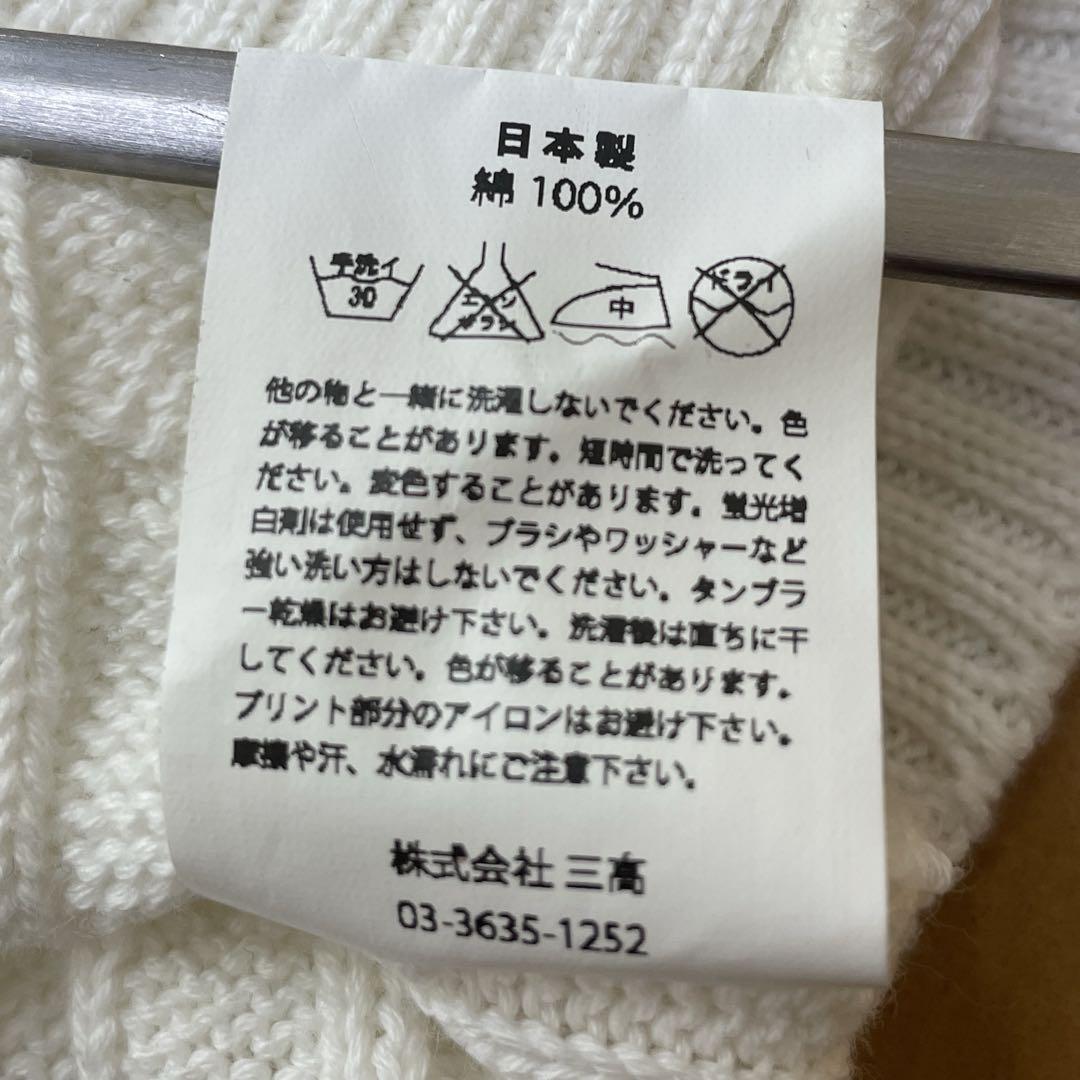 日本製
綿 100%
手洗イ
30
エンソ
サラシ
中
ドライ
他の物と一緒に洗濯しないでください。色
が移ることがあります。短時間で洗ってく
ださい。変色することがあります。蛍光増
白剤は使用せず、ブラシやワッシャーなど
強い洗い方はしないでください。タンブラ
ー乾燥はお避け下さい。洗濯後は直ちに干
してください。色が移ることがあります。
プリント部分のアイロンはお避け下さい。
摩擦や汗、水濡れにご注意下さい。
株式会社 三高
03-3635-1252